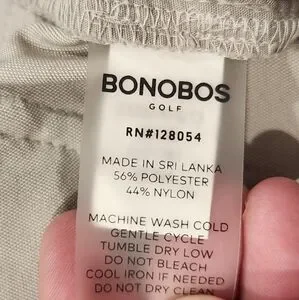 BONOBOS
GOLF
RN#128054
MADE IN SRI LANKA
56% POLYESTER
44% NYLON
MACHINE WASH COLD
GENTLE CYCLE
TUMBLE DRY LOW
DO NOT BLEACH
COOL IRON IF NEEDED
DO NOT DRY CLEAN